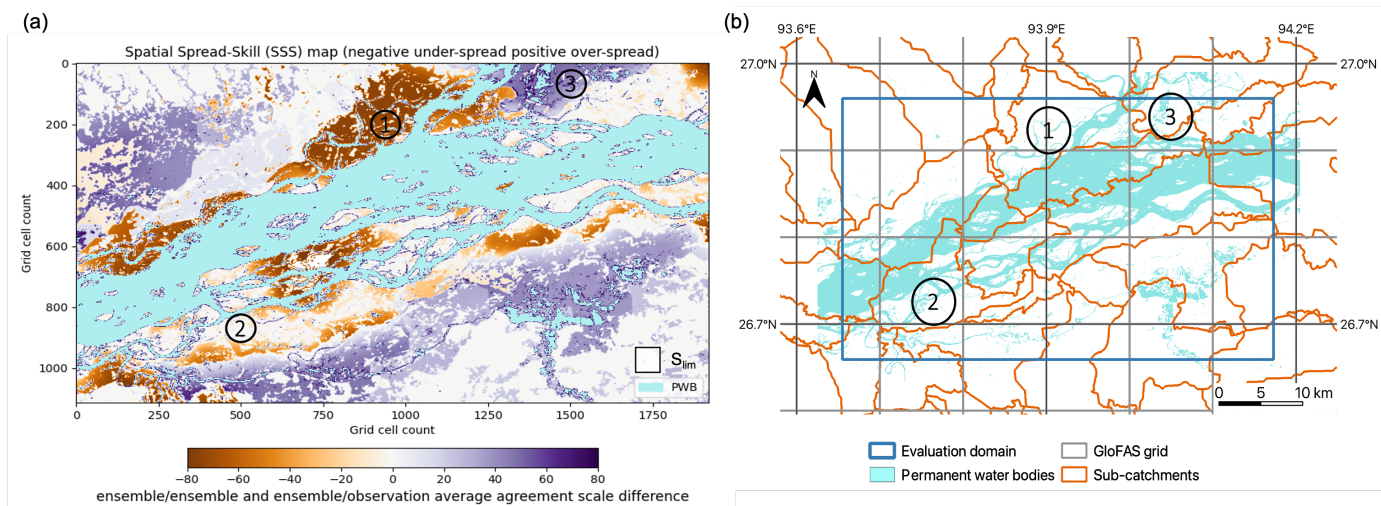 (a)
Spatial Spread-Skill (SSS) map (negative under-spread positive over-spread)
0
200
400
600
800
1000
Grid cell count
1
2
3
S_lim
PWB
0 250 500 750 1000 1250 1500 1750
Grid cell count
−80 −60 −40 −20 0 20 40 60 80
ensemble/ensemble and ensemble/observation average agreement scale difference
(b)
93.6°E 93.9°E 94.2°E
27.0°N 27.0°N
N
1
3
2
26.7°N 26.7°N
0 5 10 km
Evaluation domain
GloFAS grid
Permanent water bodies
Sub-catchments